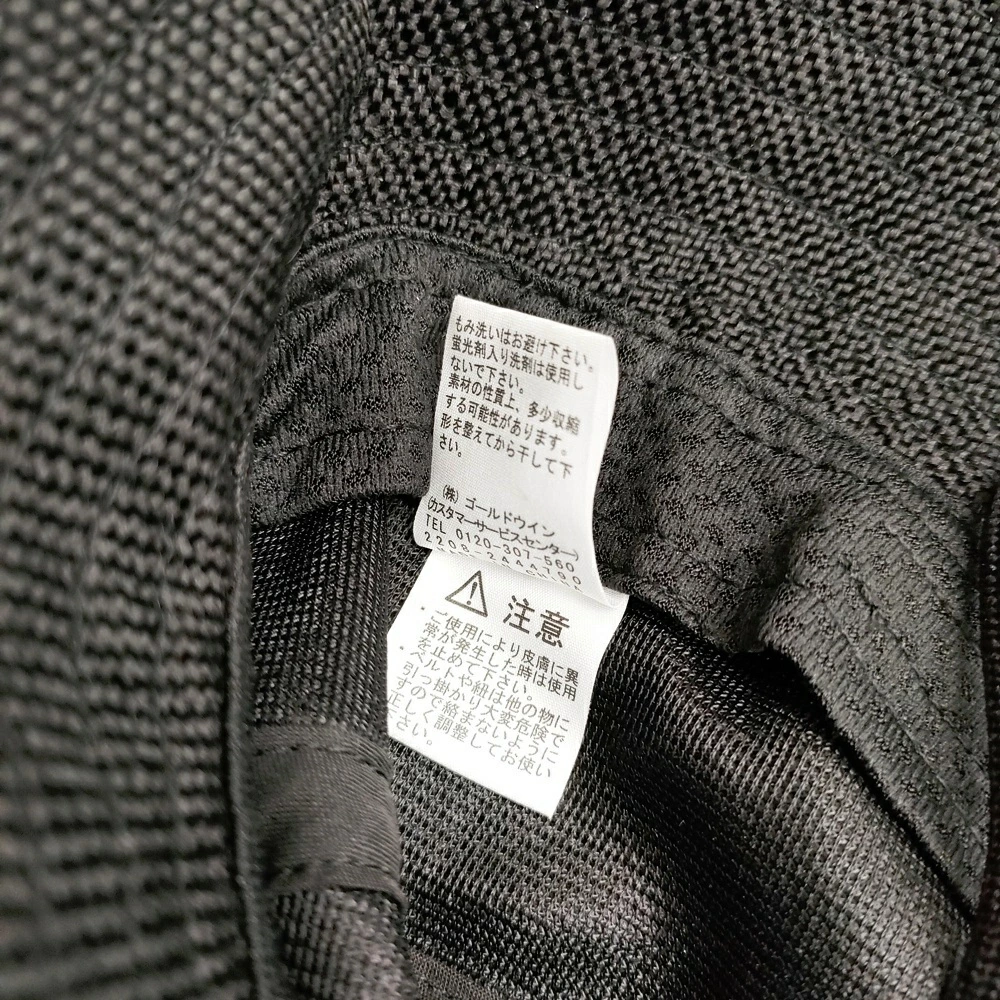 もみ洗いはお避け下さい。
蛍光剤入り洗剤は使用し
ないで下さい。
素材の性質上、多少収縮
する可能性があります。
形を整えてから干して下
さい。
㈱ ゴールドウイン
(カスタマーサービスセンター)
TEL 0120-307-560
⚠ 注意
・ご使用により皮膚に異
常が発生した時は使用
を止めて下さい。
・ベルトや紐は他の物に
引っ掛かり大変危険で
すので絡まないように
正しく調整してお使い
下さい。